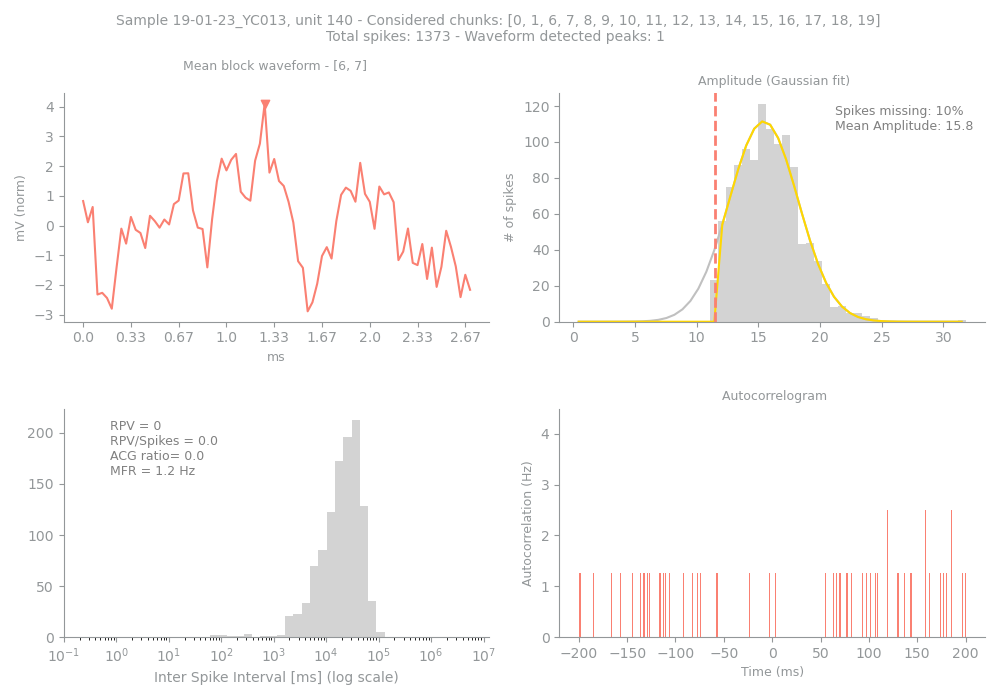 Sample 19-01-23_YC013, unit 140 - Considered chunks: [0, 1, 6, 7, 8, 9, 10, 11, 12, 13, 14, 15, 16, 17, 18, 19]
Total spikes: 1373 - Waveform detected peaks: 1
Mean block waveform - [6, 7]
mV (norm)
4
3
2
1
0
−1
−2
−3
0.0 0.33 0.67 1.0 1.33 1.67 2.0 2.33 2.67
ms
Amplitude (Gaussian fit)
Spikes missing: 10%
Mean Amplitude: 15.8
# of spikes
120
100
80
60
40
20
0
0 5 10 15 20 25 30
RPV = 0
RPV/Spikes = 0.0
ACG ratio= 0.0
MFR = 1.2 Hz
200
150
100
50
0
10⁻¹ 10⁰ 10¹ 10² 10³ 10⁴ 10⁵ 10⁶ 10⁷
Inter Spike Interval [ms] (log scale)
Autocorrelogram
Autocorrelation (Hz)
4
3
2
1
0
−200 −150 −100 −50 0 50 100 150 200
Time (ms)